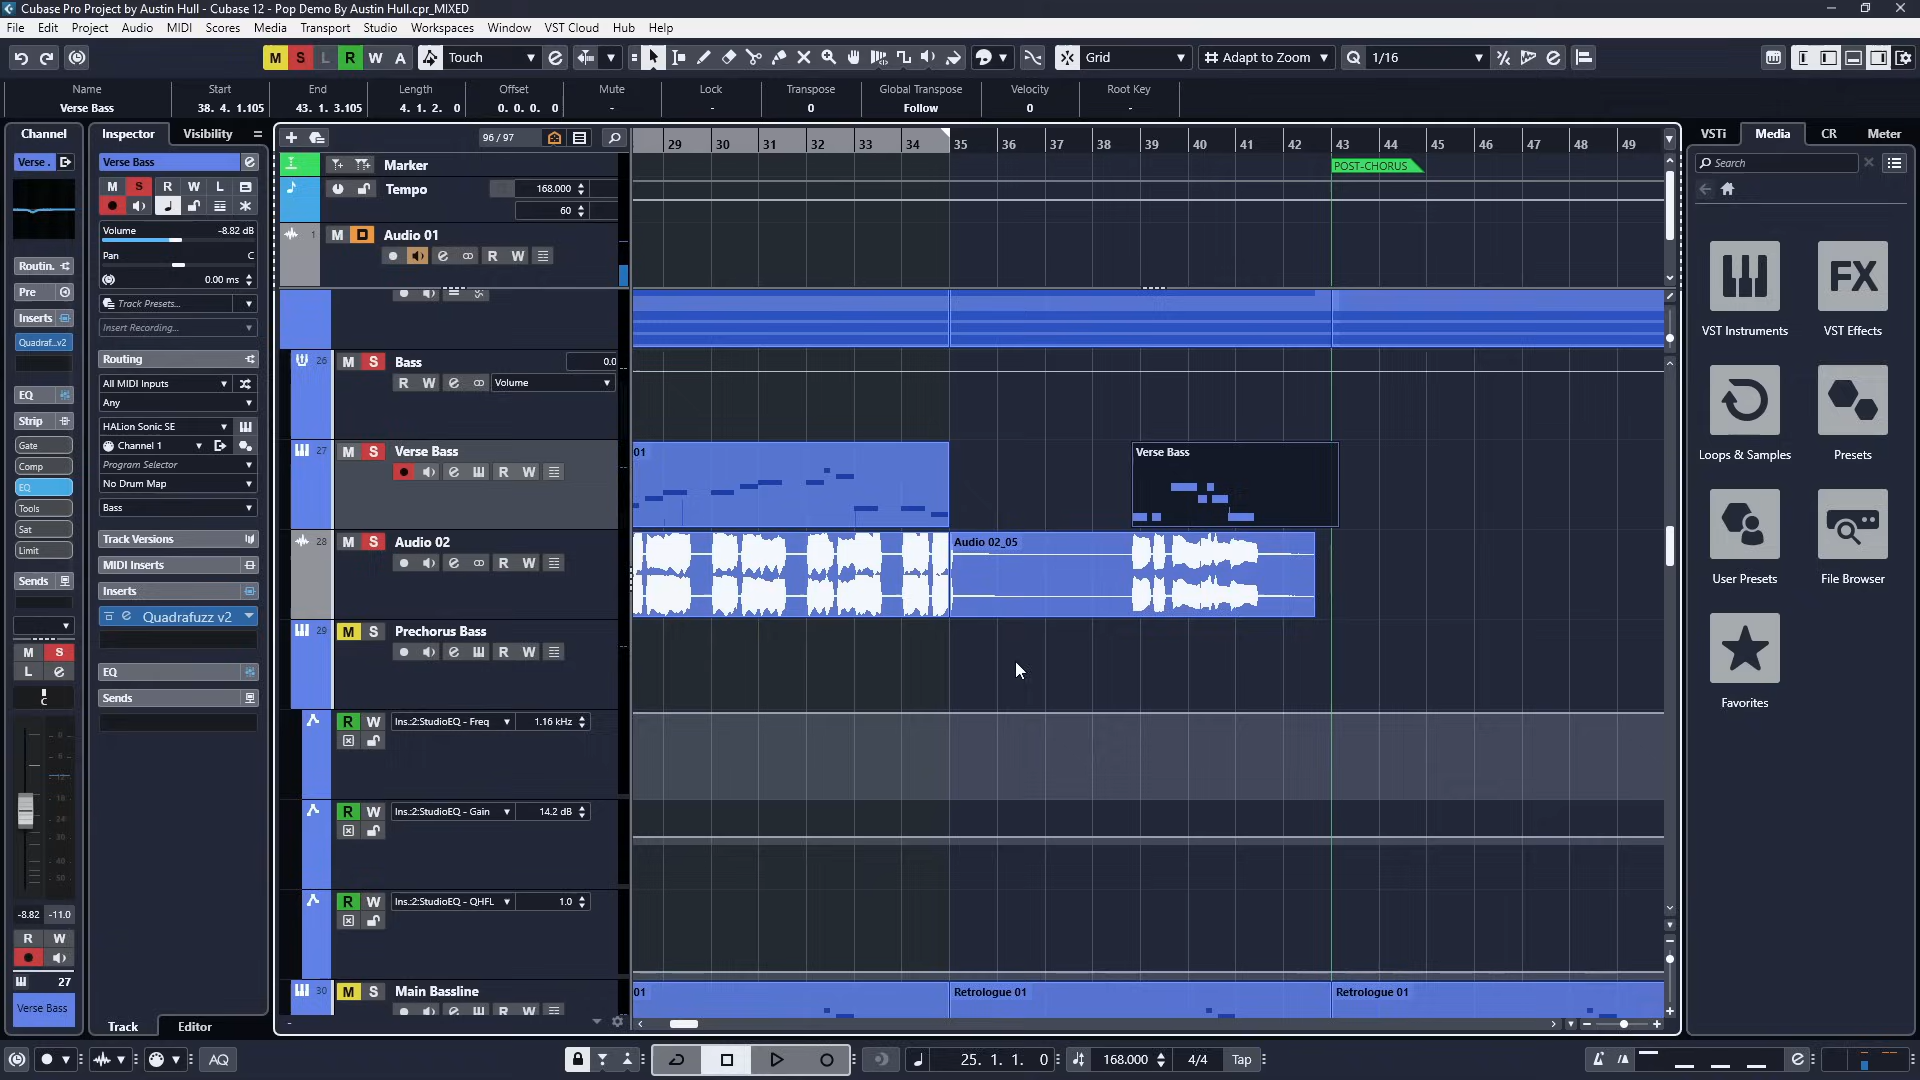 Cubase Pro Project by Austin Hull - Cubase 12 - Pop Demo By Austin Hull.cpr_MIXED
File Edit Project Audio MIDI Scores Media Transport Studio Workspaces Window VST Cloud Hub Help
M S L R W A Touch Grid Adapt to Zoom Q 1/16
Name Start End Length Offset Mute Lock Transpose Global Transpose Velocity Root Key
Verse Bass 38. 4. 1.105 43. 1. 3.105 4. 1. 2. 0 0. 0. 0. 0 - - 0 Follow 0 -
Channel Inspector Visibility
Verse .
Verse Bass
M S R W L
Volume -8.82 dB
Pan C
0.00 ms
Track Presets...
Insert Recording...
Routing
All MIDI Inputs
Any
HALion Sonic SE
Channel 1
Program Selector
No Drum Map
Bass
Track Versions
MIDI Inserts
Inserts
Quadrafuzz v2
EQ
Sends
Track Editor
Routin.
Pre
Inserts
Quadraf...v2
EQ
Strip
Gate
Comp
EQ
Tools
Sat
Limit
Sends
M S
L
C
-8.82 -11.0
R W
27
Verse Bass
96 / 97
29 30 31 32 33 34 35 36 37 38 39 40 41 42 43 44 45 46 47 48 49
Marker
POST-CHORUS
Tempo 168.000
60
1 M Audio 01
R W
26 M S Bass 0.0
R W Volume
27 M S Verse Bass
R W
01
Verse Bass
28 M S Audio 02
R W
Audio 02_05
29 M S Prechorus Bass
R W
R W Ins.:2:StudioEQ - Freq 1.16 kHz
R W Ins.:2:StudioEQ - Gain 14.2 dB
R W Ins.:2:StudioEQ - QHFL 1.0
30 M S Main Bassline
R W
01
Retrologue 01
Retrologue 01
VSTi Media CR Meter
Search
VST Instruments
FX
VST Effects
Loops & Samples
Presets
User Presets
File Browser
Favorites
AQ
25. 1. 1. 0 168.000 4/4 Tap